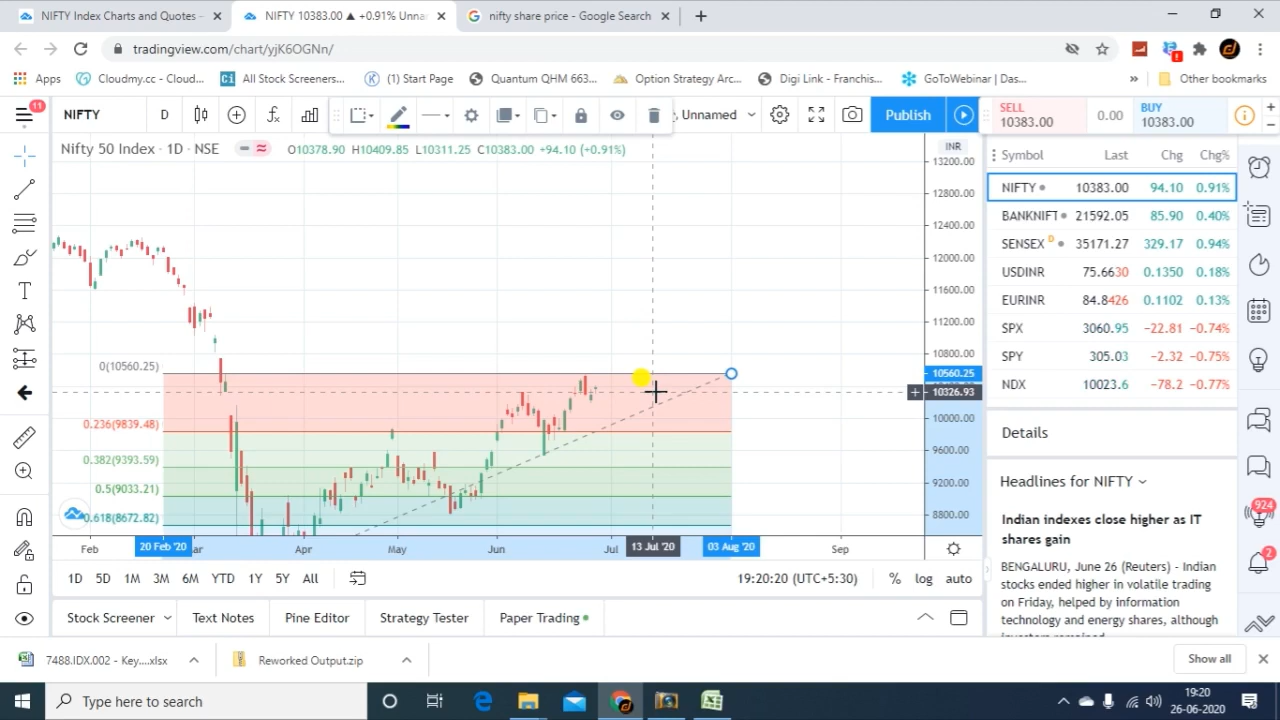 NIFTY Index Charts and Quotes –
NIFTY 10383.00 ▲ +0.91% Unna
nifty share price - Google Search
tradingview.com/chart/yjK6OGNn/
Apps
Cloudmy.cc - Cloud...
All Stock Screeners...
(1) Start Page
Quantum QHM 663...
Option Strategy Arc...
Digi Link - Franchis...
GoToWebinar | Das...
»
Other bookmarks
11
NIFTY
D
Unnamed
Publish
SELL
10383.00
0.00
BUY
10383.00
Nifty 50 Index · 1D · NSE
O10378.90 H10409.85 L10311.25 C10383.00 +94.10 (+0.91%)
INR
13200.00
12800.00
12400.00
12000.00
11600.00
11200.00
10800.00
10560.25
10326.93
10000.00
9600.00
9200.00
8800.00
0(10560.25)
0.236(9839.48)
0.382(9393.59)
0.5(9033.21)
0.618(8672.82)
Feb
20 Feb '20
ar
Apr
May
Jun
Jul
13 Jul '20
03 Aug '20
Sep
1D 5D 1M 3M 6M YTD 1Y 5Y All
19:20:20 (UTC+5:30)
% log auto
Stock Screener
Text Notes
Pine Editor
Strategy Tester
Paper Trading
Symbol Last Chg Chg%
NIFTY 10383.00 94.10 0.91%
BANKNIFT 21592.05 85.90 0.40%
SENSEX D 35171.27 329.17 0.94%
USDINR 75.6630 0.1350 0.18%
EURINR 84.8426 0.1102 0.13%
SPX 3060.95 −22.81 −0.74%
SPY 305.03 −2.32 −0.75%
NDX 10023.6 −78.2 −0.77%
Details
Headlines for NIFTY
Indian indexes close higher as IT
shares gain
BENGALURU, June 26 (Reuters) - Indian
stocks ended higher in volatile trading
on Friday, helped by information
technology and energy shares, although
924
2
7488.IDX.002 - Key....xlsx
Reworked Output.zip
Show all
Type here to search
19:20
26-06-2020